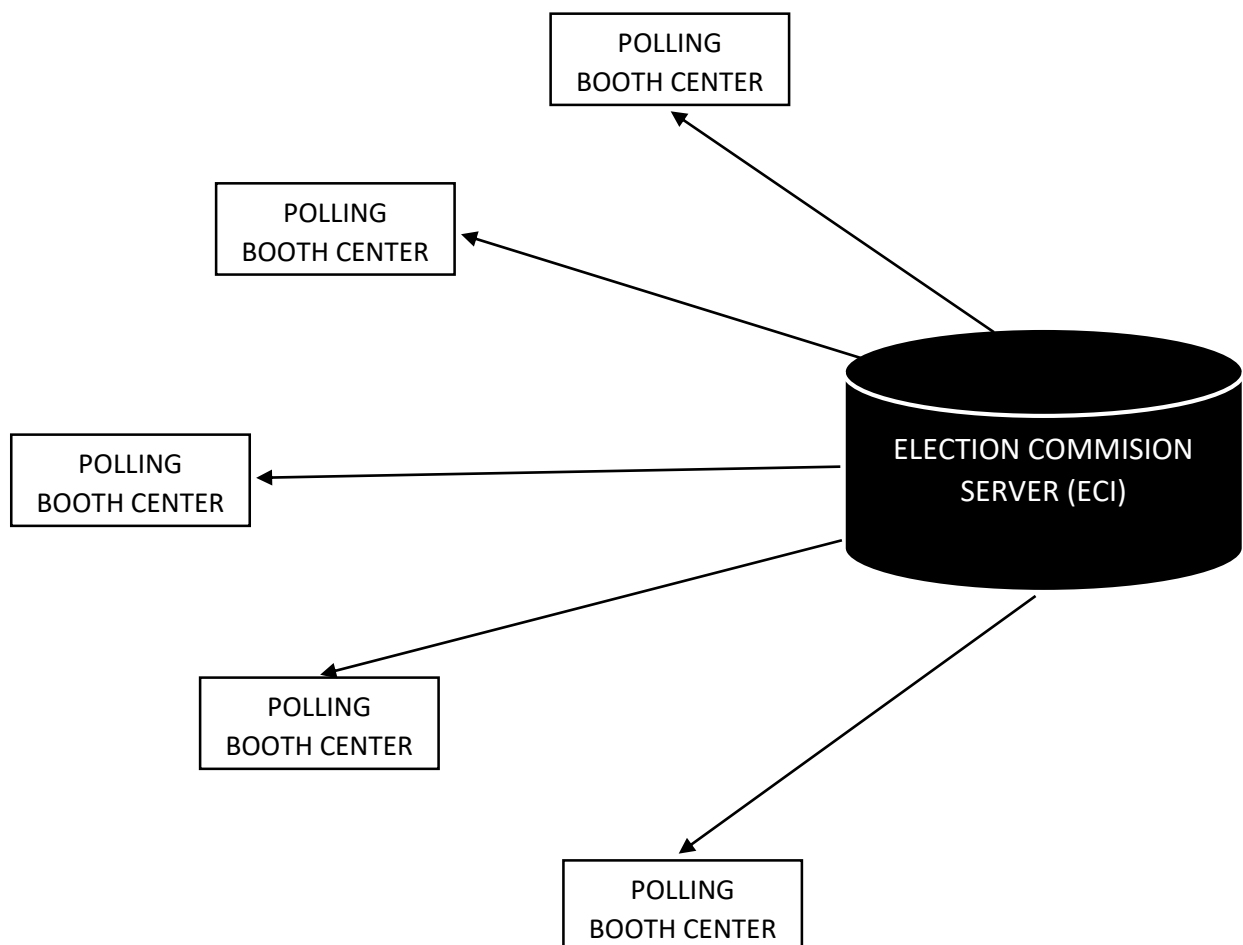 POLLING
BOOTH CENTER
POLLING
BOOTH CENTER
POLLING
BOOTH CENTER
ELECTION COMMISION
SERVER (ECI)
POLLING
BOOTH CENTER
POLLING
BOOTH CENTER